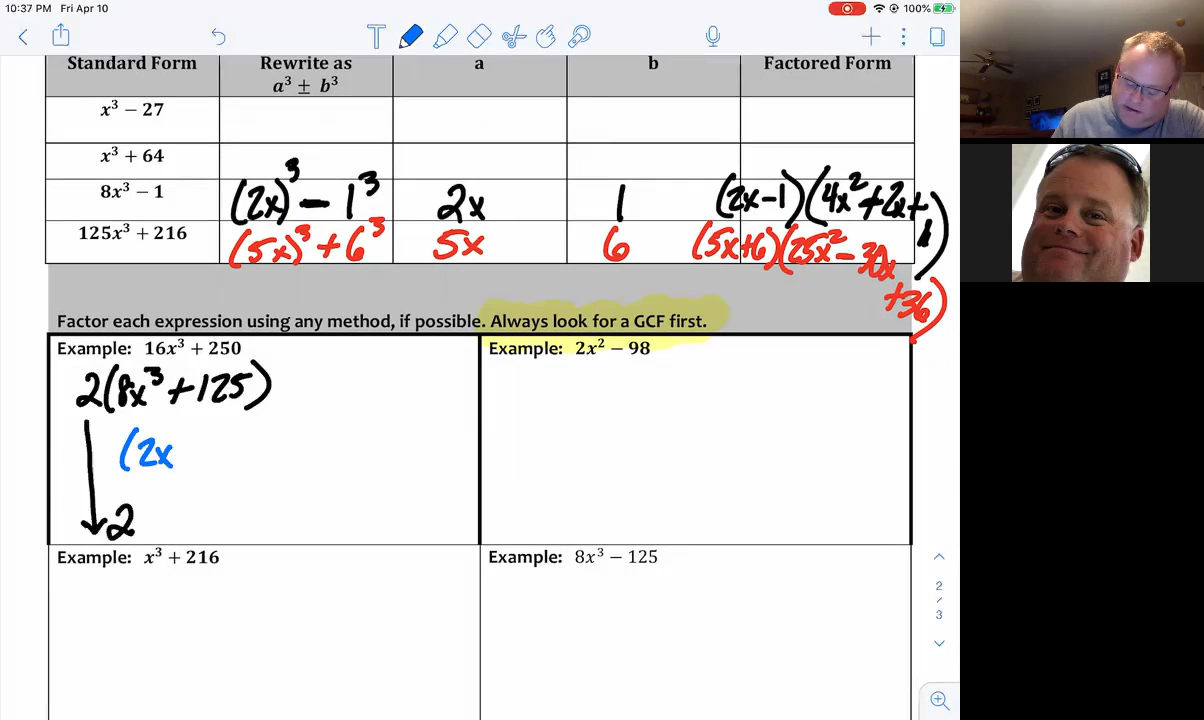 10:37 PM Fri Apr 10
100%
Standard Form
Rewrite as
a³ ± b³
a
b
Factored Form
x³ − 27
x³ + 64
8x³ − 1
(2x)³ − 1³
2x
1
(2x−1)(4x²+2x+1)
125x³ + 216
(5x)³ + 6³
5x
6
(5x+6)(25x²−30x
+36)
Factor each expression using any method, if possible. Always look for a GCF first.
Example: 16x³ + 250
2(8x³+125)
(2x
2
Example: 2x² − 98
Example: x³ + 216
Example: 8x³ − 125
2
/
3